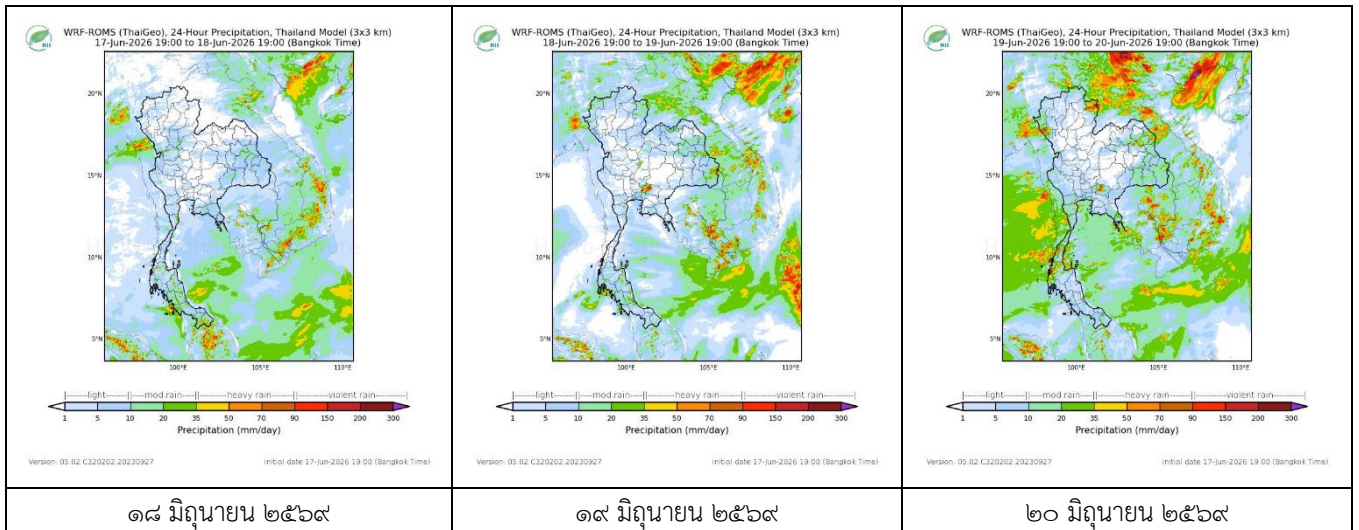 HII
WRF-ROMS (ThaiGeo), 24-Hour Precipitation, Thailand Model (3x3 km)
17-Jun-2026 19:00 to 18-Jun-2026 19:00 (Bangkok Time)
20°N
15°N
10°N
5°N
100°E 105°E 110°E
|-------light------||---mod rain---||------heavy rain------||------violent rain------|
1 5 10 20 35 50 70 90 150 200 300
Precipitation (mm/day)
Version: 05.02.C320202.20230927 initial date 17-Jun-2026 19:00 (Bangkok Time)
๑๘ มิถุนายน ๒๕๖๙
HII
WRF-ROMS (ThaiGeo), 24-Hour Precipitation, Thailand Model (3x3 km)
18-Jun-2026 19:00 to 19-Jun-2026 19:00 (Bangkok Time)
20°N
15°N
10°N
5°N
100°E 105°E 110°E
|-------light------||---mod rain---||------heavy rain------||------violent rain------|
1 5 10 20 35 50 70 90 150 200 300
Precipitation (mm/day)
Version: 05.02.C320202.20230927 initial date 17-Jun-2026 19:00 (Bangkok Time)
๑๙ มิถุนายน ๒๕๖๙
HII
WRF-ROMS (ThaiGeo), 24-Hour Precipitation, Thailand Model (3x3 km)
19-Jun-2026 19:00 to 20-Jun-2026 19:00 (Bangkok Time)
20°N
15°N
10°N
5°N
100°E 105°E 110°E
|-------light------||---mod rain---||------heavy rain------||------violent rain------|
1 5 10 20 35 50 70 90 150 200 300
Precipitation (mm/day)
Version: 05.02.C320202.20230927 initial date 17-Jun-2026 19:00 (Bangkok Time)
๒๐ มิถุนายน ๒๕๖๙